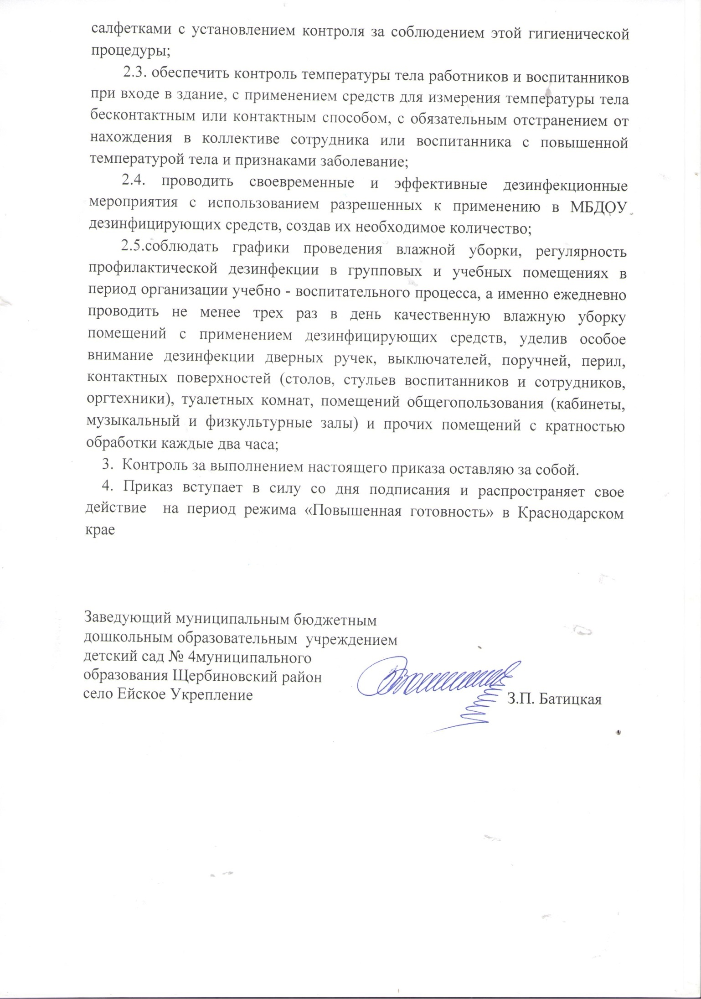 салфетками с установлением контроля за соблюдением этой гигиенической
процедуры;
2.3. обеспечить контроль температуры тела работников и воспитанников
при входе в здание, с применением средств для измерения температуры тела
бесконтактным или контактным способом, с обязательным отстранением от
нахождения в коллективе сотрудника или воспитанника с повышенной
температурой тела и признаками заболевание;
2.4. проводить своевременные и эффективные дезинфекционные
мероприятия с использованием разрешенных к применению в МБДОУ
дезинфицирующих средств, создав их необходимое количество;
2.5.соблюдать графики проведения влажной уборки, регулярность
профилактической дезинфекции в групповых и учебных помещениях в
период организации учебно - воспитательного процесса, а именно ежедневно
проводить не менее трех раз в день качественную влажную уборку
помещений с применением дезинфицирующих средств, уделив особое
внимание дезинфекции дверных ручек, выключателей, поручней, перил,
контактных поверхностей (столов, стульев воспитанников и сотрудников,
оргтехники), туалетных комнат, помещений общегопользования (кабинеты,
музыкальный и физкультурные залы) и прочих помещений с кратностью
обработки каждые два часа;
3. Контроль за выполнением настоящего приказа оставляю за собой.
4. Приказ вступает в силу со дня подписания и распространяет свое
действие на период режима «Повышенная готовность» в Краснодарском
крае
Заведующий муниципальным бюджетным
дошкольным образовательным учреждением
детский сад № 4муниципального
образования Щербиновский район
село Ейское Укрепление
З.П. Батицкая